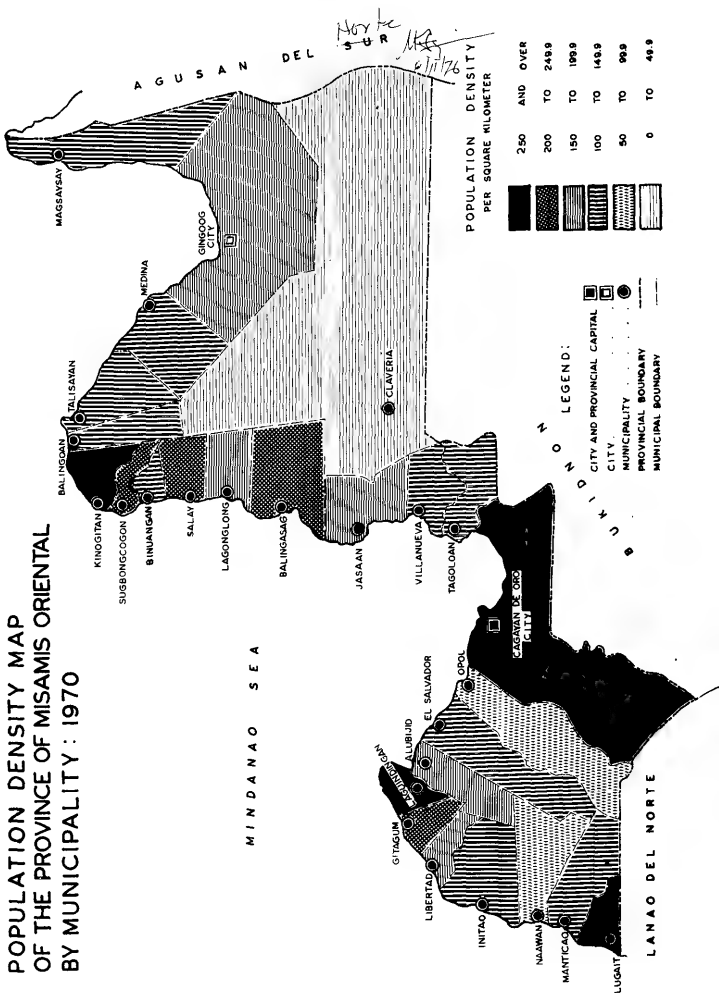 POPULATION DENSITY MAP
OF THE PROVINCE OF MISAMIS ORIENTAL
BY MUNICIPALITY : 1970
AGUSAN DEL SUR
Norte
MAGSAYSAY
GINGOOG
CITY
MEDINA
TALISAYAN
BALINGOAN
KINOGITAN
SUGBONGCOGON
BINUANGAN
SALAY
LAGONGLONG
BALINGASAG
CLAVERIA
JASAAN
VILLANUEVA
TAGOLOAN
CAGAYAN DE ORO
CITY
OPOL
EL SALVADOR
ALUBIJID
LAGUINDINGAN
GITAGUM
LIBERTAD
INITAO
NAAWAN
MANTICAO
LUGAIT
MINDANAO SEA
BUKIDNON
LANAO DEL NORTE
POPULATION DENSITY
PER SQUARE KILOMETER
250 AND OVER
200 TO 249.9
150 TO 199.9
100 TO 149.9
50 TO 99.9
0 TO 49.9
LEGEND:
CITY AND PROVINCIAL CAPITAL
CITY . .
MUNICIPALITY . . . . .
PROVINCIAL BOUNDARY
MUNICIPAL BOUNDARY